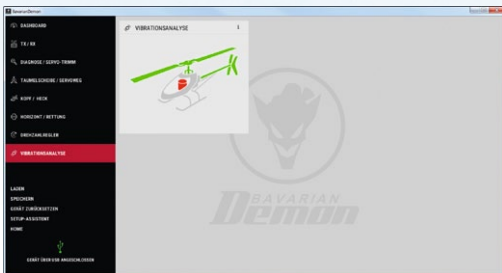 BavarianDemon
DASHBOARD
TX / RX
DIAGNOSE / SERVO-TRIMM
TAUMELSCHEIBE / SERVOWEG
KOPF / HECK
HORIZONT / RETTUNG
DREHZAHLREGLER
VIBRATIONSANALYSE
LADEN
SPEICHERN
GERÄT ZURÜCKSETZEN
SETUP-ASSISTENT
HOME
GERÄT ÜBER USB ANGESCHLOSSEN
VIBRATIONSANALYSE
BAVARIAN
Demon